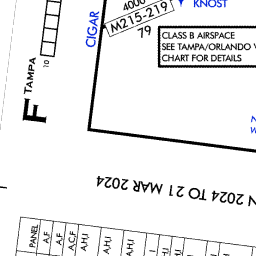 4000
KNOST
M215-219
79
CIGAR
CLASS B AIRSPACE
SEE TAMPA/ORLANDO
CHART FOR DETAILS
F TAMPA
10
N 2024 TO 21 MAR 2024
PANEL
A,F
A,F
A,C,F
A,H,I
A,H,I
A,H,I
A,H,I
A,H,I
A,H,I